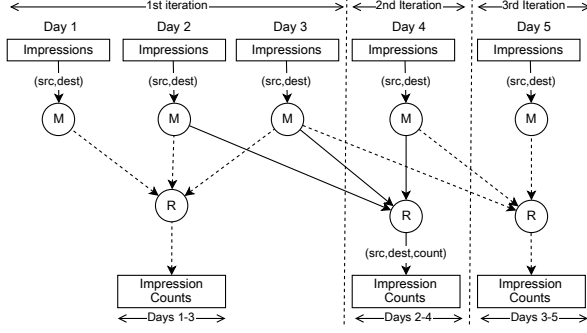 1st iteration 2nd Iteration 3rd Iteration
Day 1 Day 2 Day 3 Day 4 Day 5
Impressions Impressions Impressions Impressions Impressions
(src,dest) (src,dest) (src,dest) (src,dest) (src,dest)
M M M M M
R R R
(src,dest,count)
Impression Counts Impression Counts Impression Counts
Days 1-3 Days 2-4 Days 3-5